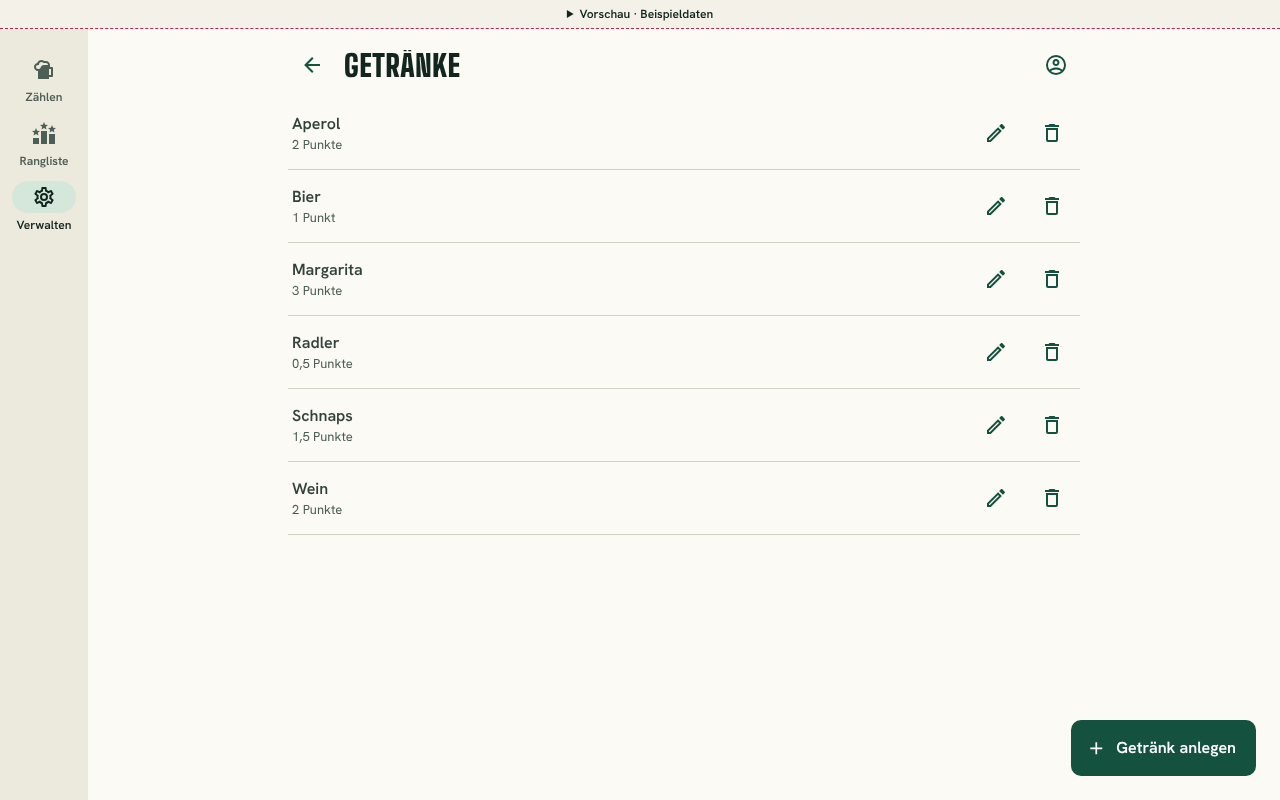 Vorschau · Beispieldaten
GETRÄNKE
Zählen
Rangliste
Verwalten
Aperol
2 Punkte
Bier
1 Punkt
Margarita
3 Punkte
Radler
0,5 Punkte
Schnaps
1,5 Punkte
Wein
2 Punkte
Getränk anlegen